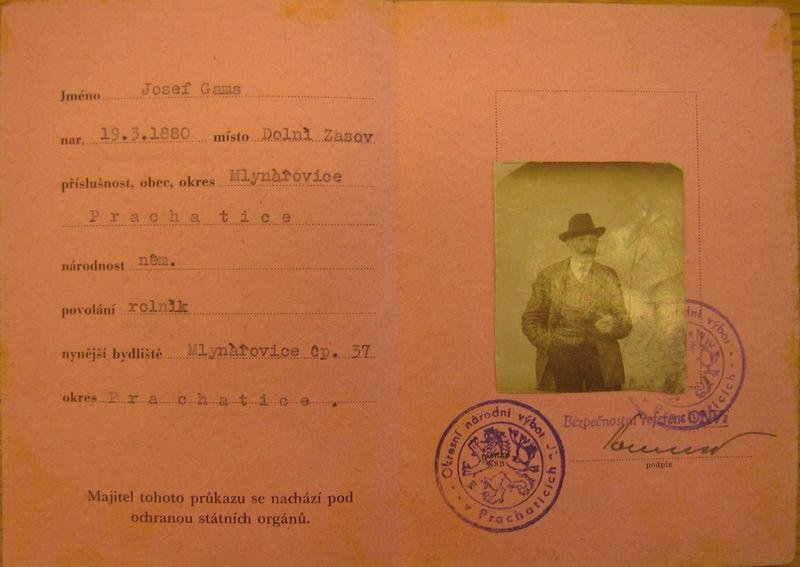 Jméno Josef Gams
nar. 19.3.1880 místo Dolní Zasov
příslušnost, obec, okres Mlynářovice
Prachatice
národnost něm.
povolání rolník
nynější bydliště Mlynářovice čp. 37
okres Prachatice.
Majitel tohoto průkazu se nachází pod
ochranou státních orgánů.
Okresní národní výbor
v Prachaticích
Bezpečnostní referent ONV:
podpis